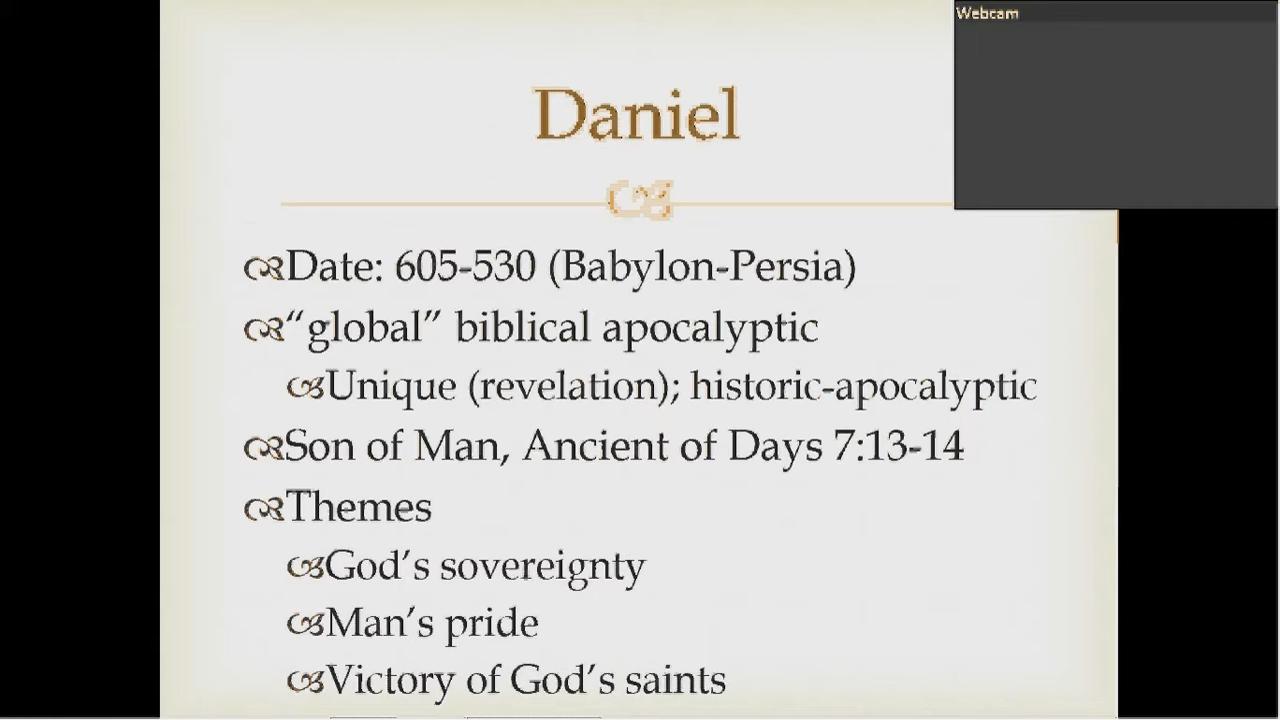 Webcam
Daniel
Date: 605-530 (Babylon-Persia)
“global” biblical apocalyptic
Unique (revelation); historic-apocalyptic
Son of Man, Ancient of Days 7:13-14
Themes
God’s sovereignty
Man’s pride
Victory of God’s saints